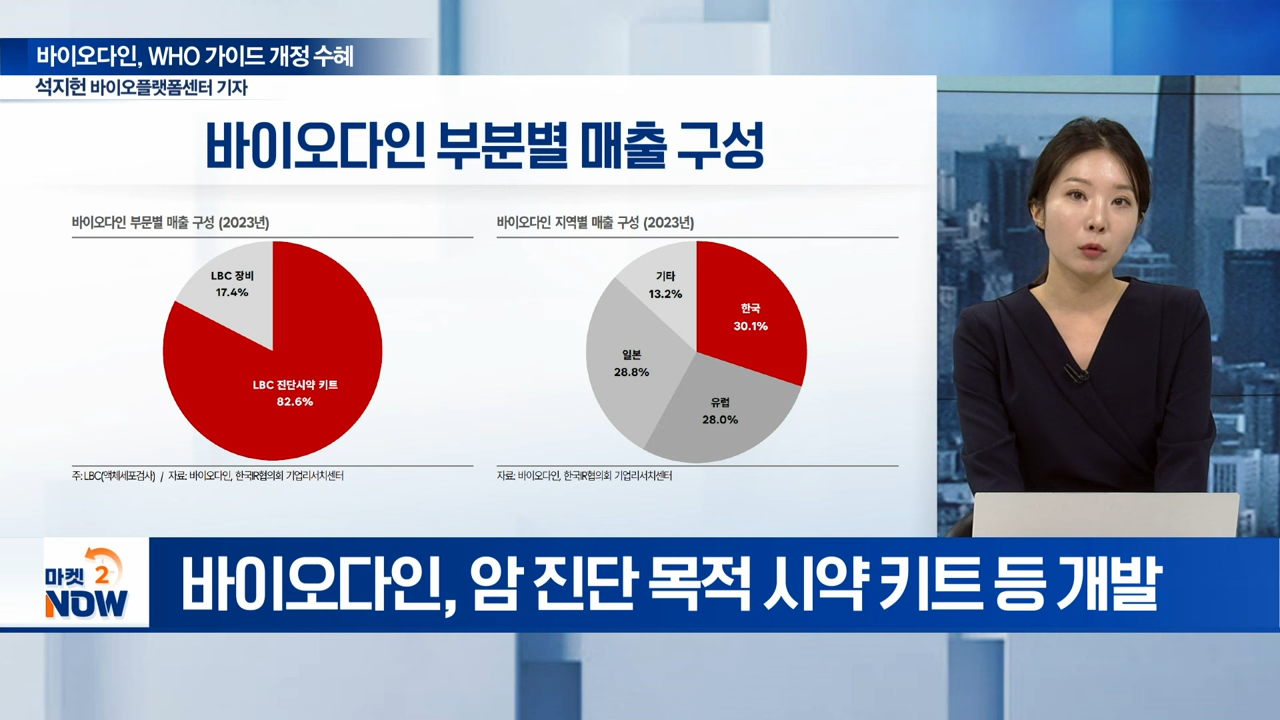 바이오다인, WHO 가이드 개정 수혜
석지헌 바이오플랫폼센터 기자
바이오다인 부분별 매출 구성
바이오다인 부문별 매출 구성 (2023년)
LBC 장비
17.4%
LBC 진단시약 키트
82.6%
주: LBC(액체세포검사) / 자료: 바이오다인, 한국IR협의회 기업리서치센터
바이오다인 지역별 매출 구성 (2023년)
기타
13.2%
한국
30.1%
일본
28.8%
유럽
28.0%
자료: 바이오다인, 한국IR협의회 기업리서치센터
마켓 2
NOW
바이오다인, 암 진단 목적 시약 키트 등 개발